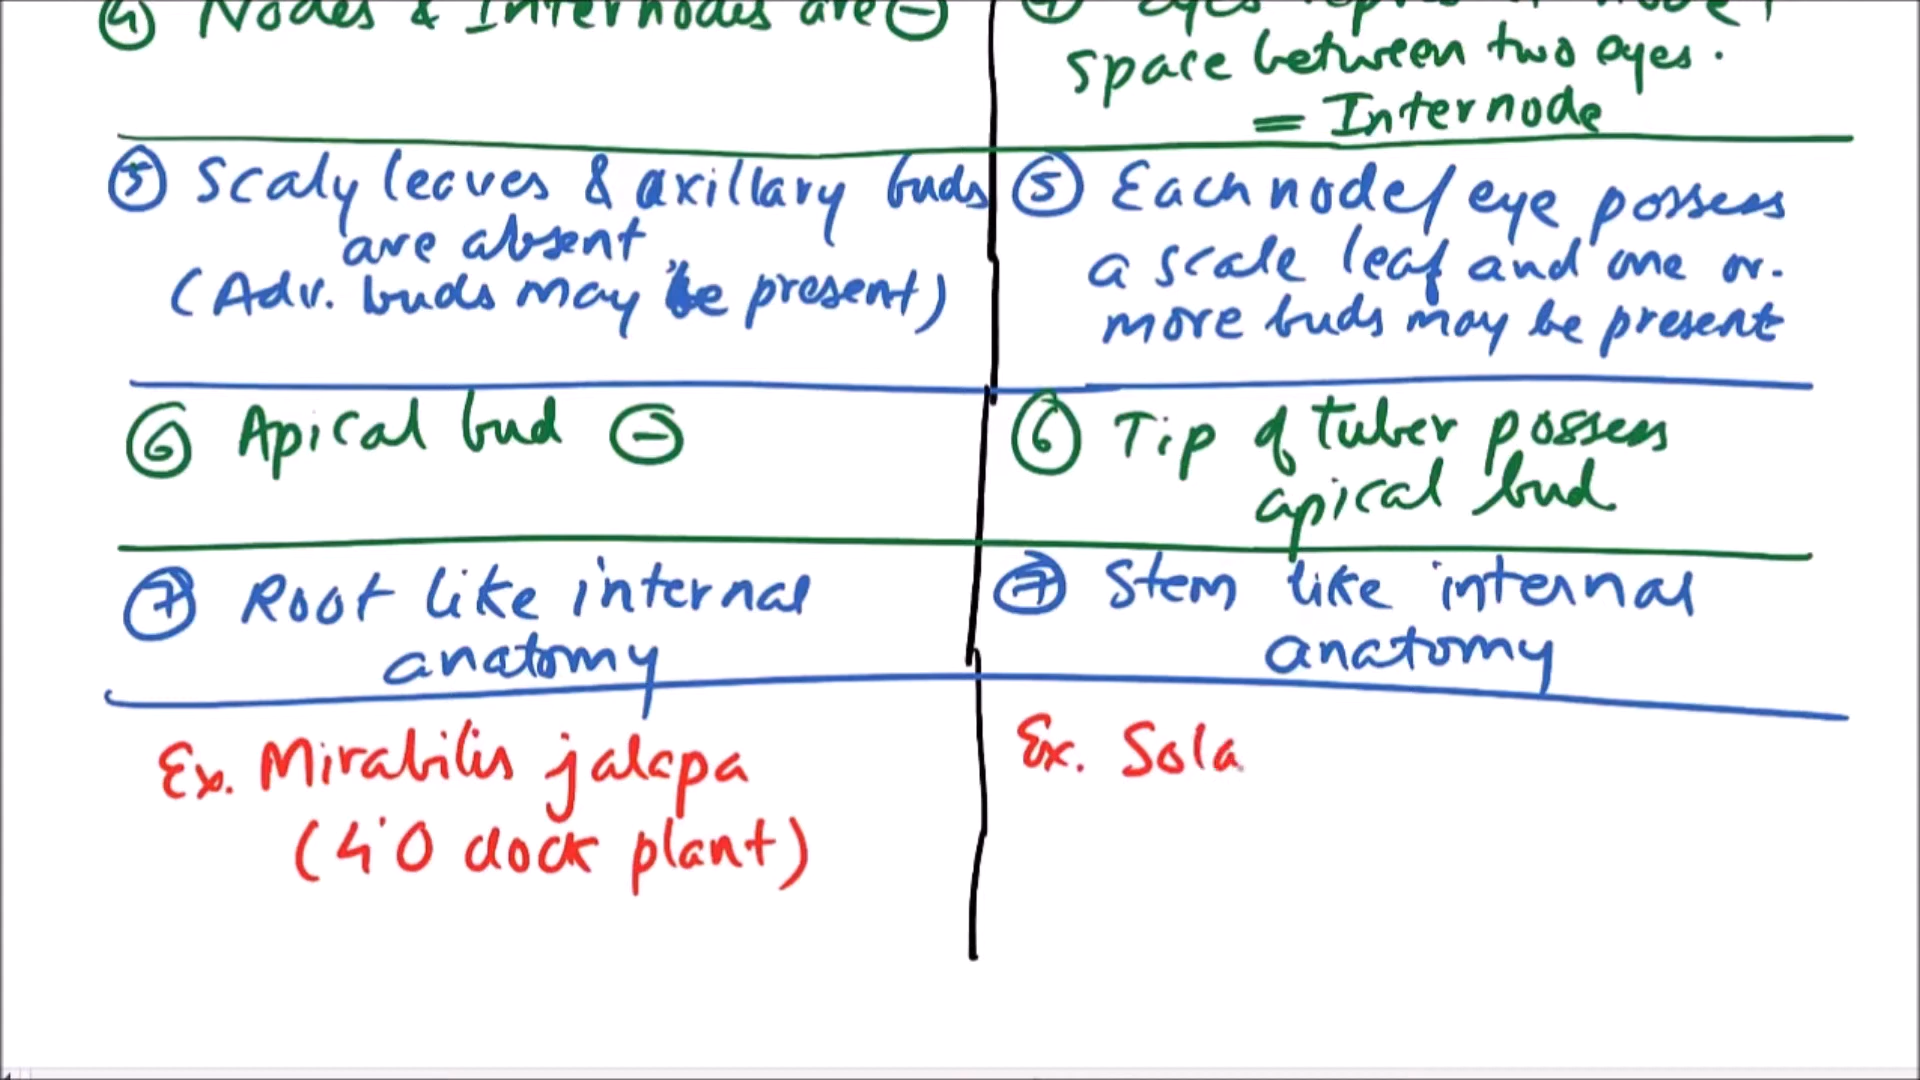 ④ Nodes & Internodes are ⊖
space between two eyes.
= Internode
⑤ Scaly leaves & axillary buds
are absent
(Adv. buds may be present)
⑤ Each node/ eye possess
a scale leaf and one or
more buds may be present
⑥ Apical bud ⊖
⑥ Tip of tuber possess
apical bud
⑦ Root like internal
anatomy
⑦ Stem like internal
anatomy
Ex. Mirabilis jalapa
(4'O clock plant)
Ex. Sola